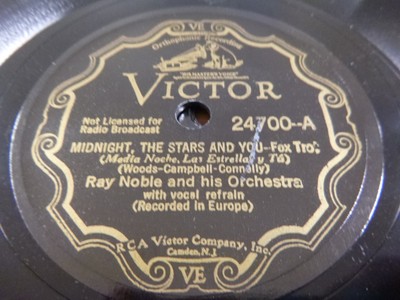 VE
Orthophonic Recording
"HIS MASTER'S VOICE"
VICTOR
Not Licensed for
Radio Broadcast
24700--A
MIDNIGHT, THE STARS AND YOU--Fox Trot
(Media Noche, Las Estrellas y Tú)
(Woods-Campbell-Connelly)
Ray Noble and his Orchestra
with vocal refrain
(Recorded in Europe)
RCA Victor Company, Inc.
Camden, N.J.
VE